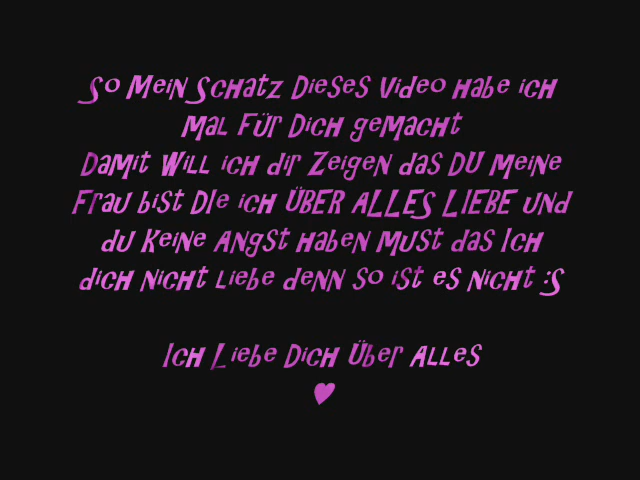 So Mein Schatz Dieses Video habe ich
Mal Für Dich gemacht
Damit Will ich dir Zeigen das DU Meine
Frau bist DIe ich ÜBER ALLES LIEBE und
du Keine Angst Haben Must das Ich
dich nicht Liebe denn so ist es nicht :S
Ich Liebe Dich Über Alles
♥